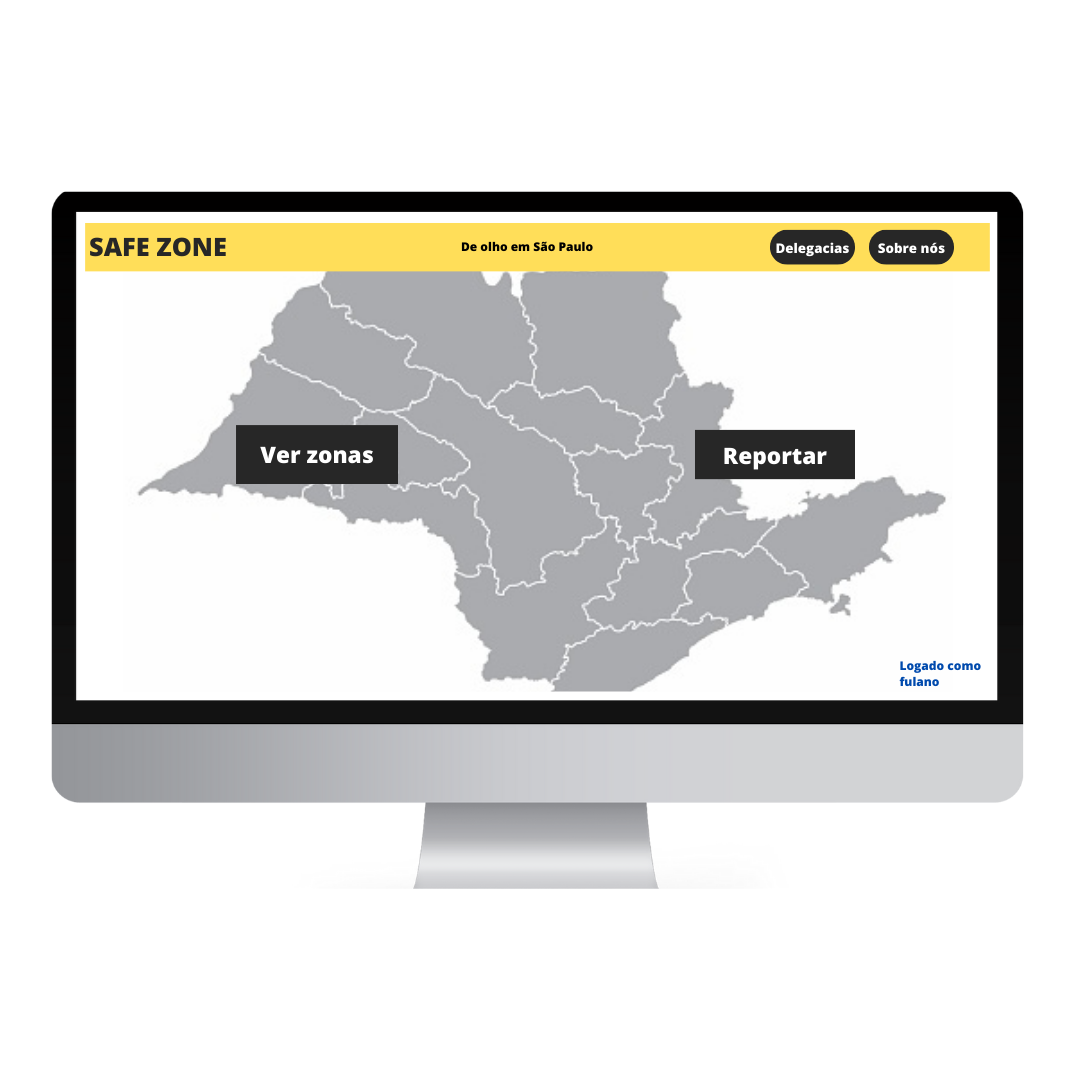 SAFE ZONE
De olho em São Paulo
Delegacias
Sobre nós
Ver zonas
Reportar
Logado como
fulano